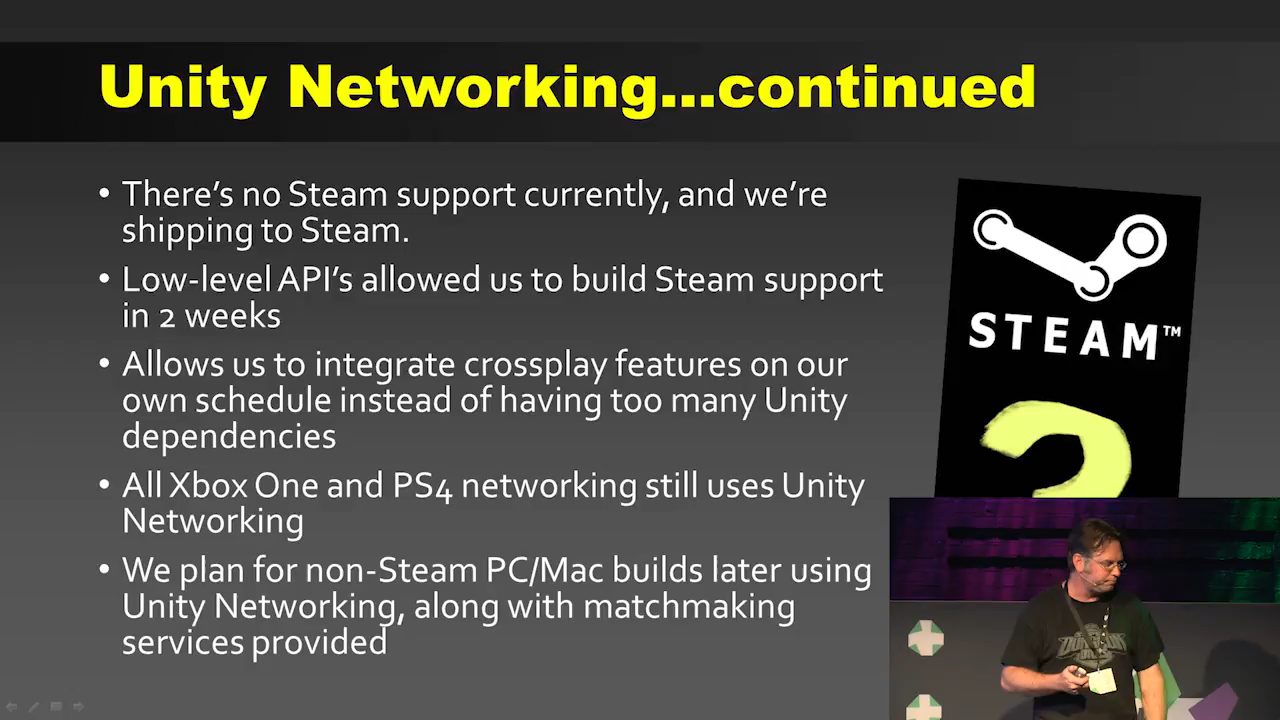 Unity Networking...continued
• There’s no Steam support currently, and we’re
shipping to Steam.
• Low-level API’s allowed us to build Steam support
in 2 weeks
• Allows us to integrate crossplay features on our
own schedule instead of having too many Unity
dependencies
• All Xbox One and PS4 networking still uses Unity
Networking
• We plan for non-Steam PC/Mac builds later using
Unity Networking, along with matchmaking
services provided
STEAM™
?